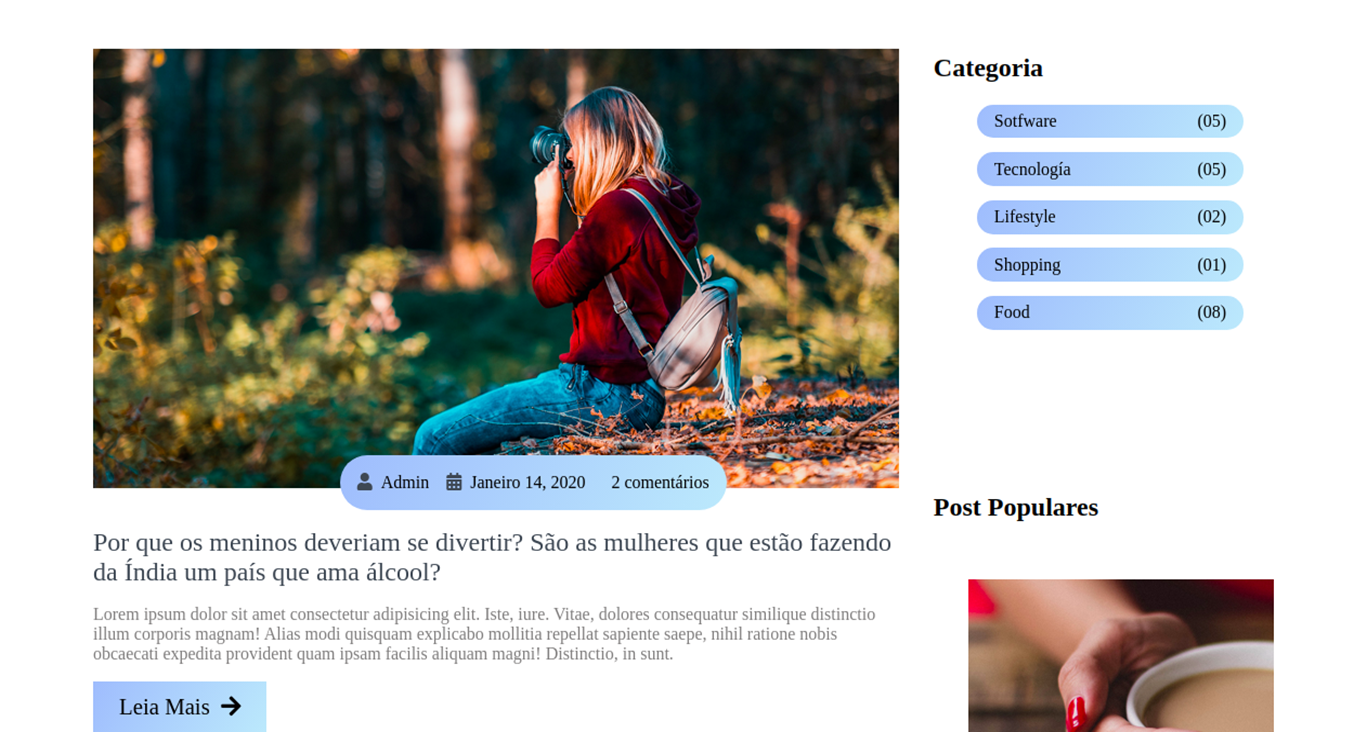 Categoria
Sotfware (05)
Tecnología (05)
Lifestyle (02)
Shopping (01)
Food (08)
Admin Janeiro 14, 2020 2 comentários
Por que os meninos deveriam se divertir? São as mulheres que estão fazendo
da Índia um país que ama álcool?
Lorem ipsum dolor sit amet consectetur adipisicing elit. Iste, iure. Vitae, dolores consequatur similique distinctio
illum corporis magnam! Alias modi quisquam explicabo mollitia repellat sapiente saepe, nihil ratione nobis
obcaecati expedita provident quam ipsam facilis aliquam magni! Distinctio, in sunt.
Leia Mais
Post Populares